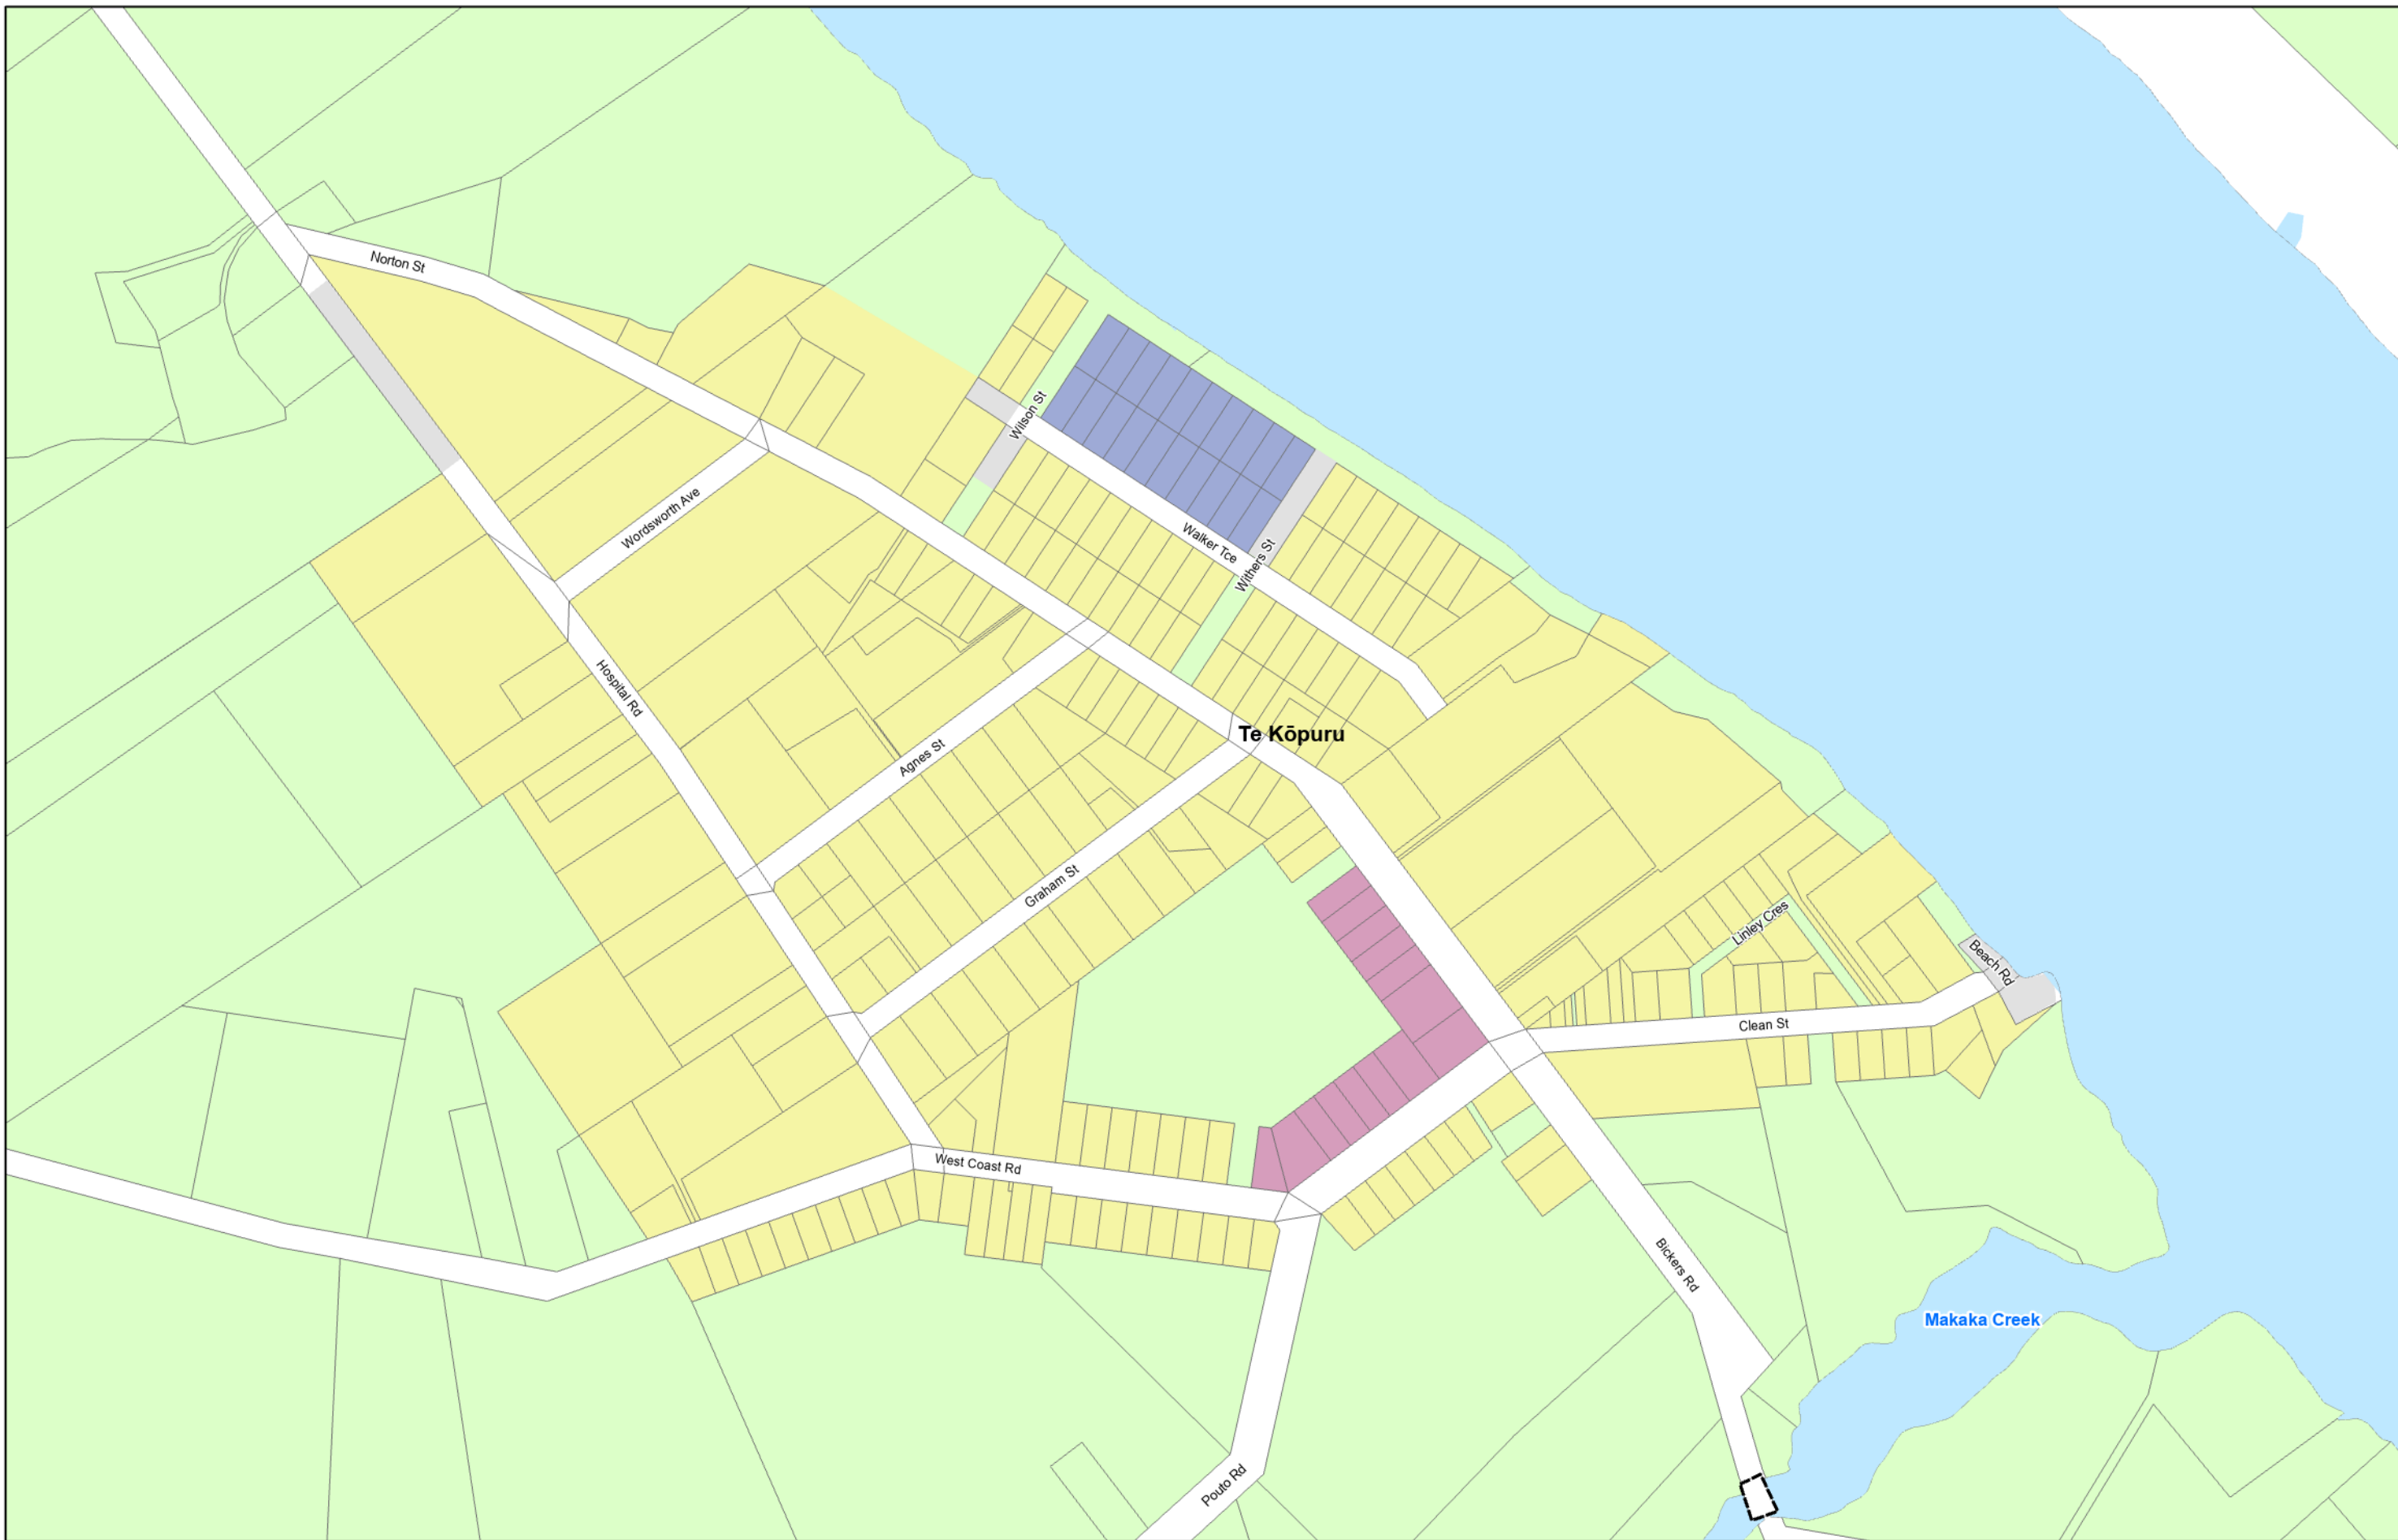 Norton St
Wilson St
Wordsworth Ave
Walker Tce
Withers St
Hospital Rd
Te Kōpuru
Agnes St
Graham St
Linley Cres
Beach Rd
Clean St
West Coast Rd
Bickers Rd
Makaka Creek
Pouto Rd